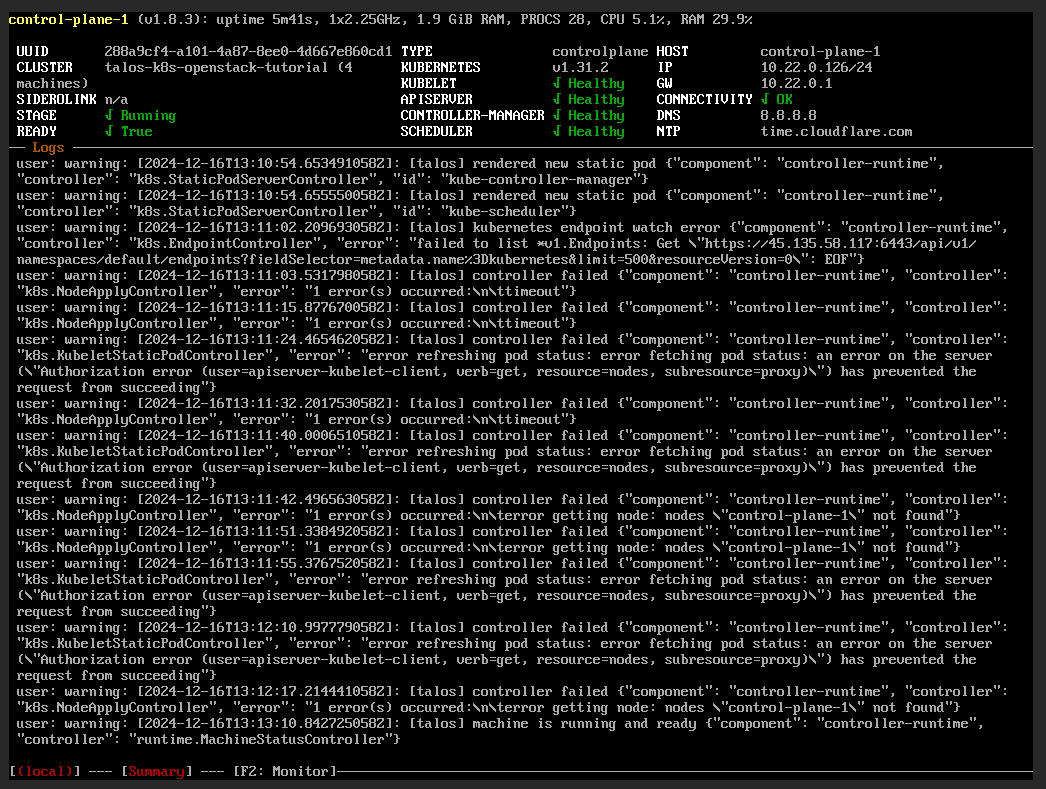 control-plane-1 (v1.8.3): uptime 5m41s, 1x2.25GHz, 1.9 GiB RAM, PROCS 28, CPU 5.1%, RAM 29.9%
UUID 288a9cf4-a101-4a87-8ee0-4d667e860cd1 TYPE controlplane HOST control-plane-1
CLUSTER talos-k8s-openstack-tutorial (4 KUBERNETES v1.31.2 IP 10.22.0.126/24
machines) KUBELET √ Healthy GW 10.22.0.1
SIDEROLINK n/a APISERVER √ Healthy CONNECTIVITY √ OK
STAGE √ Running CONTROLLER-MANAGER √ Healthy DNS 8.8.8.8
READY √ True SCHEDULER √ Healthy NTP time.cloudflare.com
Logs
user: warning: [2024-12-16T13:10:54.653491058Z]: [talos] rendered new static pod {"component": "controller-runtime",
"controller": "k8s.StaticPodServerController", "id": "kube-controller-manager"}
user: warning: [2024-12-16T13:10:54.655550058Z]: [talos] rendered new static pod {"component": "controller-runtime",
"controller": "k8s.StaticPodServerController", "id": "kube-scheduler"}
user: warning: [2024-12-16T13:11:02.209693058Z]: [talos] kubernetes endpoint watch error {"component": "controller-runtime",
"controller": "k8s.EndpointController", "error": "failed to list *v1.Endpoints: Get \"https://45.135.58.117:6443/api/v1/
namespaces/default/endpoints?fieldSelector=metadata.name%3Dkubernetes&limit=500&resourceVersion=0\": EOF"}
user: warning: [2024-12-16T13:11:03.531798058Z]: [talos] controller failed {"component": "controller-runtime", "controller":
"k8s.NodeApplyController", "error": "1 error(s) occurred:\n\ttimeout"}
user: warning: [2024-12-16T13:11:15.877670058Z]: [talos] controller failed {"component": "controller-runtime", "controller":
"k8s.NodeApplyController", "error": "1 error(s) occurred:\n\ttimeout"}
user: warning: [2024-12-16T13:11:24.465462058Z]: [talos] controller failed {"component": "controller-runtime", "controller":
"k8s.KubeletStaticPodController", "error": "error refreshing pod status: error fetching pod status: an error on the server
(\"Authorization error (user=apiserver-kubelet-client, verb=get, resource=nodes, subresource=proxy)\") has prevented the
request from succeeding"}
user: warning: [2024-12-16T13:11:32.201753058Z]: [talos] controller failed {"component": "controller-runtime", "controller":
"k8s.NodeApplyController", "error": "1 error(s) occurred:\n\ttimeout"}
user: warning: [2024-12-16T13:11:40.000651058Z]: [talos] controller failed {"component": "controller-runtime", "controller":
"k8s.KubeletStaticPodController", "error": "error refreshing pod status: error fetching pod status: an error on the server
(\"Authorization error (user=apiserver-kubelet-client, verb=get, resource=nodes, subresource=proxy)\") has prevented the
request from succeeding"}
user: warning: [2024-12-16T13:11:42.496563058Z]: [talos] controller failed {"component": "controller-runtime", "controller":
"k8s.NodeApplyController", "error": "1 error(s) occurred:\n\terror getting node: nodes \"control-plane-1\" not found"}
user: warning: [2024-12-16T13:11:51.338492058Z]: [talos] controller failed {"component": "controller-runtime", "controller":
"k8s.NodeApplyController", "error": "1 error(s) occurred:\n\terror getting node: nodes \"control-plane-1\" not found"}
user: warning: [2024-12-16T13:11:55.376752058Z]: [talos] controller failed {"component": "controller-runtime", "controller":
"k8s.KubeletStaticPodController", "error": "error refreshing pod status: error fetching pod status: an error on the server
(\"Authorization error (user=apiserver-kubelet-client, verb=get, resource=nodes, subresource=proxy)\") has prevented the
request from succeeding"}
user: warning: [2024-12-16T13:12:10.997779058Z]: [talos] controller failed {"component": "controller-runtime", "controller":
"k8s.KubeletStaticPodController", "error": "error refreshing pod status: error fetching pod status: an error on the server
(\"Authorization error (user=apiserver-kubelet-client, verb=get, resource=nodes, subresource=proxy)\") has prevented the
request from succeeding"}
user: warning: [2024-12-16T13:12:17.214441058Z]: [talos] controller failed {"component": "controller-runtime", "controller":
"k8s.NodeApplyController", "error": "1 error(s) occurred:\n\terror getting node: nodes \"control-plane-1\" not found"}
user: warning: [2024-12-16T13:13:10.842725058Z]: [talos] machine is running and ready {"component": "controller-runtime",
"controller": "runtime.MachineStatusController"}
[(local)] --- [Summary] --- [F2: Monitor]